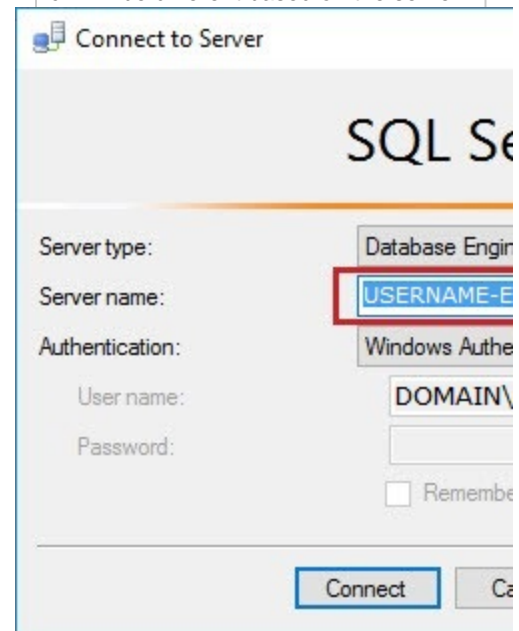 Connect to Server
SQL Se
Server type: Database Engin
Server name: USERNAME-E
Authentication: Windows Authe
User name: DOMAIN\
Password:
Remembe
Connect Ca